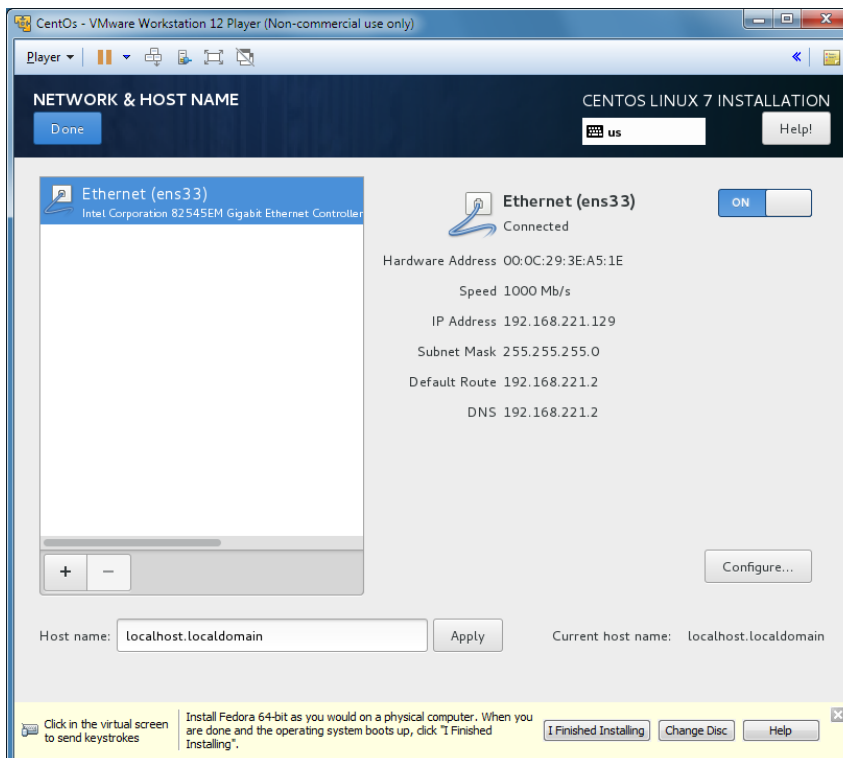 CentOs - VMware Workstation 12 Player (Non-commercial use only)
Player
NETWORK & HOST NAME
CENTOS LINUX 7 INSTALLATION
Done
us
Help!
Ethernet (ens33)
Intel Corporation 82545EM Gigabit Ethernet Controller
Ethernet (ens33)
Connected
ON
Hardware Address 00:0C:29:3E:A5:1E
Speed 1000 Mb/s
IP Address 192.168.221.129
Subnet Mask 255.255.255.0
Default Route 192.168.221.2
DNS 192.168.221.2
+ −
Configure...
Host name: localhost.localdomain Apply Current host name: localhost.localdomain
Click in the virtual screen
to send keystrokes
Install Fedora 64-bit as you would on a physical computer. When you
are done and the operating system boots up, click "I Finished
Installing".
I Finished Installing Change Disc Help